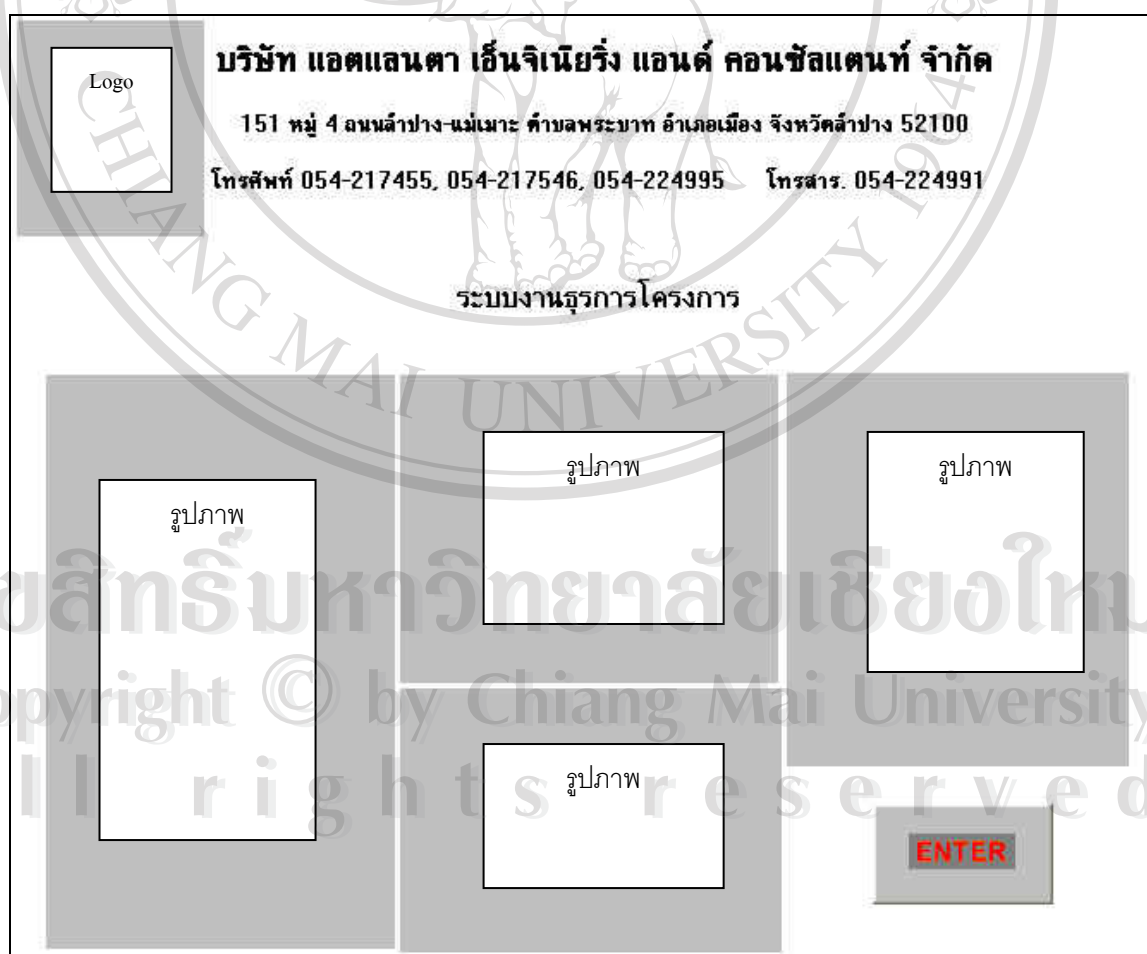 Logo
บริษัท แอตแลนตา เอ็นจิเนียริ่ง แอนด์ คอนซัลแตนท์ จำกัด
151 หมู่ 4 ถนนลำปาง-แม่เมาะ ตำบลพระบาท อำเภอเมือง จังหวัดลำปาง 52100
โทรศัพท์ 054-217455, 054-217546, 054-224995 โทรสาร. 054-224991
ระบบงานธุรการโครงการ
รูปภาพ
รูปภาพ
รูปภาพ
รูปภาพ
ENTER
CHIANG MAI UNIVERSITY 1964
ขสิทธิ์มหาวิทยาลัยเชียงใหม
opyright © by Chiang Mai University
ll rights reserved